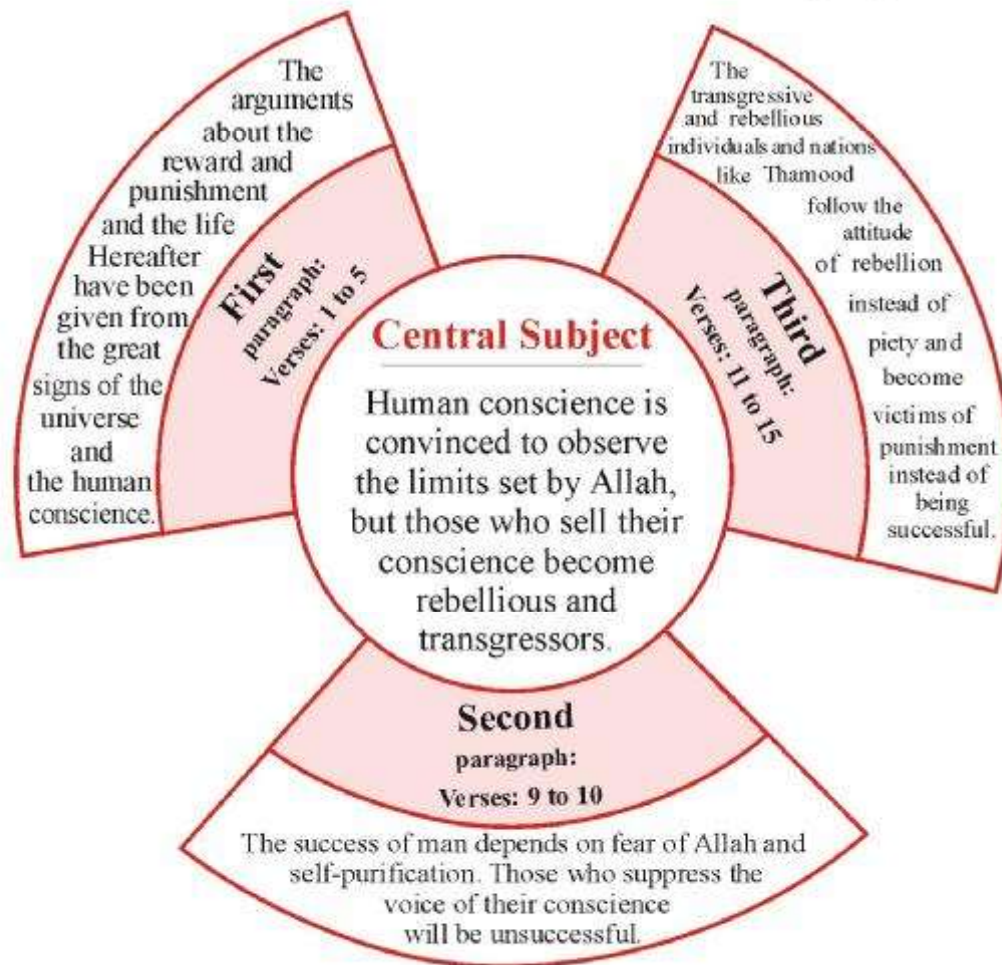 The
arguments
about the
reward and
punishment
and the life
Hereafter
have been
given from
the great
signs of the
universe
and
the human
conscience.
First
paragraph:
Verses: 1 to 5
Central Subject
Human conscience is
convinced to observe
the limits set by Allah,
but those who sell their
conscience become
rebellious and
transgressors.
Second
paragraph:
Verses: 9 to 10
The success of man depends on fear of Allah and
self-purification. Those who suppress the
voice of their conscience
will be unsuccessful.
Third
paragraph:
Verses: 11 to 15
The
transgressive
and rebellious
individuals and nations
like Thamood
follow the
attitude
of rebellion
instead of
piety and
become
victims of
punishment
instead of
being
successful.